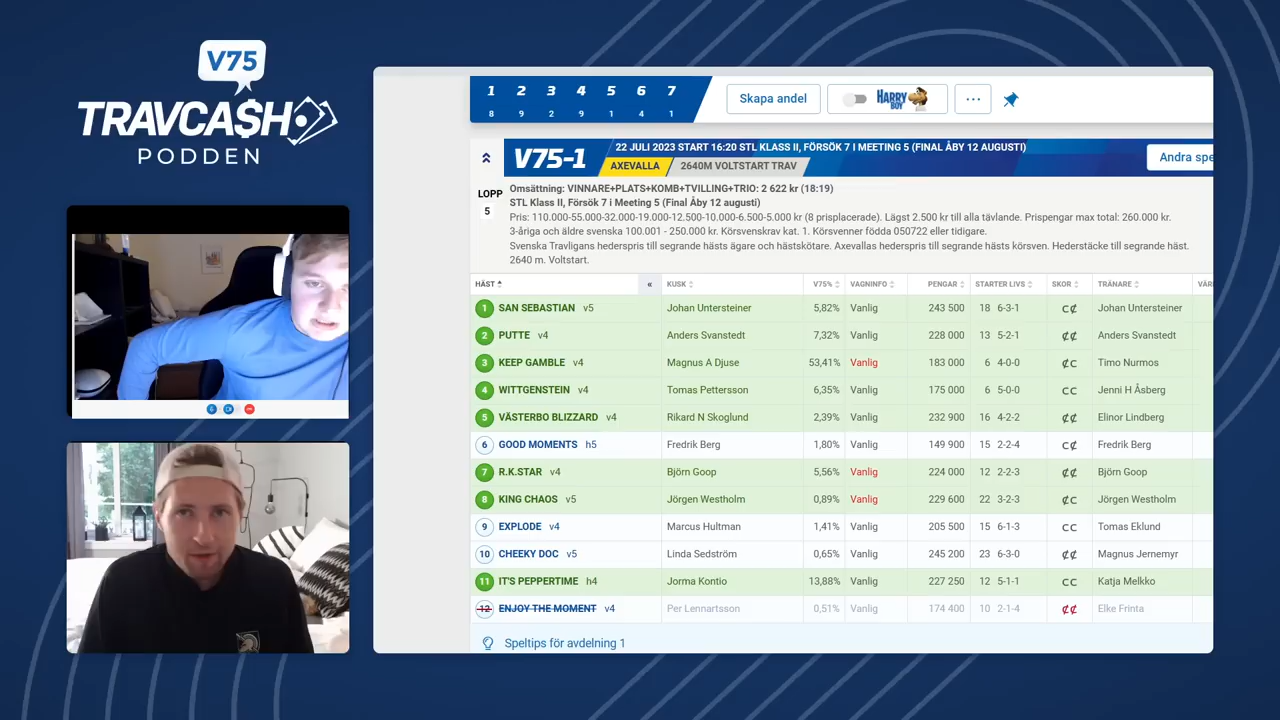 V75
TRAVCA$H
PODDEN
1 2 3 4 5 6 7
8 9 2 9 1 4 1
Skapa andel
HARRY BOY
...
V75-1
22 JULI 2023 START 16:20 STL KLASS II, FÖRSÖK 7 I MEETING 5 (FINAL ÅBY 12 AUGUSTI)
AXEVALLA 2640M VOLTSTART TRAV
Andra spe
LOPP
5
Omsättning: VINNARE+PLATS+KOMB+TVILLING+TRIO: 2 622 kr (18:19)
STL Klass II, Försök 7 i Meeting 5 (Final Åby 12 augusti)
Pris: 110.000-55.000-32.000-19.000-12.500-10.000-6.500-5.000 kr (8 prisplacerade). Lägst 2.500 kr till alla tävlande. Prispengar max total: 260.000 kr.
3-åriga och äldre svenska 100.001 - 250.000 kr. Körsvenskrav kat. 1. Körsvenner födda 050722 eller tidigare.
Svenska Travligans hederspris till segrande hästs ägare och hästskötare. Axevallas hederspris till segrande hästs körsven. Hederstäcke till segrande häst.
2640 m. Voltstart.
HÄST « KUSK V75% VAGNINFO PENGAR STARTER LIVS SKOR TRÄNARE VÄR
1 SAN SEBASTIAN v5 Johan Untersteiner 5,82% Vanlig 243 500 18 6-3-1 C₵ Johan Untersteiner
2 PUTTE v4 Anders Svanstedt 7,32% Vanlig 228 000 13 5-2-1 ₵₵ Anders Svanstedt
3 KEEP GAMBLE v4 Magnus A Djuse 53,41% Vanlig 183 000 6 4-0-0 ₵C Timo Nurmos
4 WITTGENSTEIN v4 Tomas Pettersson 6,35% Vanlig 175 000 6 5-0-0 CC Jenni H Åsberg
5 VÄSTERBO BLIZZARD v4 Rikard N Skoglund 2,39% Vanlig 232 900 16 4-2-2 ₵₵ Elinor Lindberg
6 GOOD MOMENTS h5 Fredrik Berg 1,80% Vanlig 149 900 15 2-2-4 C₵ Fredrik Berg
7 R.K.STAR v4 Björn Goop 5,56% Vanlig 224 000 12 2-2-3 ₵₵ Björn Goop
8 KING CHAOS v5 Jörgen Westholm 0,89% Vanlig 229 600 22 3-2-3 ₵C Jörgen Westholm
9 EXPLODE v4 Marcus Hultman 1,41% Vanlig 205 500 15 6-1-3 CC Tomas Eklund
10 CHEEKY DOC v5 Linda Sedström 0,65% Vanlig 245 200 23 6-3-0 ₵₵ Magnus Jernemyr
11 IT'S PEPPERTIME h4 Jorma Kontio 13,88% Vanlig 227 250 12 5-1-1 CC Katja Melkko
12 ENJOY THE MOMENT v4 Per Lennartsson 0,51% Vanlig 174 400 10 2-1-4 ₵₵ Elke Frinta
Speltips för avdelning 1